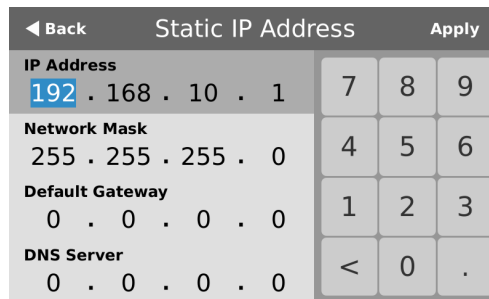 Back Static IP Address Apply
IP Address
192 . 168 . 10 . 1
Network Mask
255 . 255 . 255 . 0
Default Gateway
0 . 0 . 0 . 0
DNS Server
0 . 0 . 0 . 0
7 8 9
4 5 6
1 2 3
< 0 .